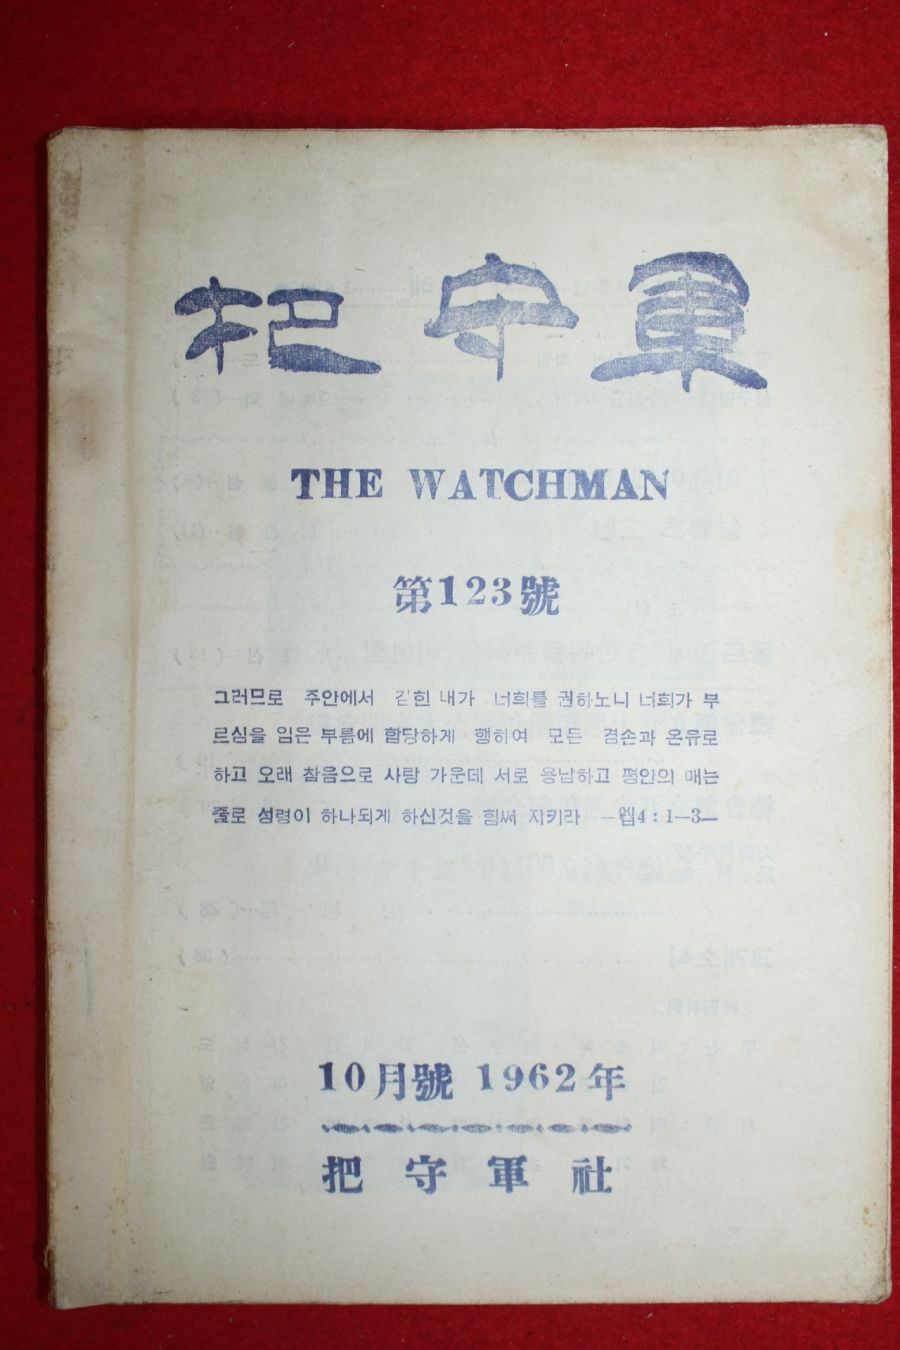 把守軍
THE WATCHMAN
第123號
그러므로 주안에서 갇힌 내가 너희를 권하노니 너희가 부
르심을 입은 부름에 합당하게 행하여 모든 겸손과 온유로
하고 오래 참음으로 사랑 가운데 서로 용납하고 평안의 매는
줄로 성령이 하나되게 하신것을 힘써 지키라 —엡4：1—3—
10月號 1962年
把守軍社